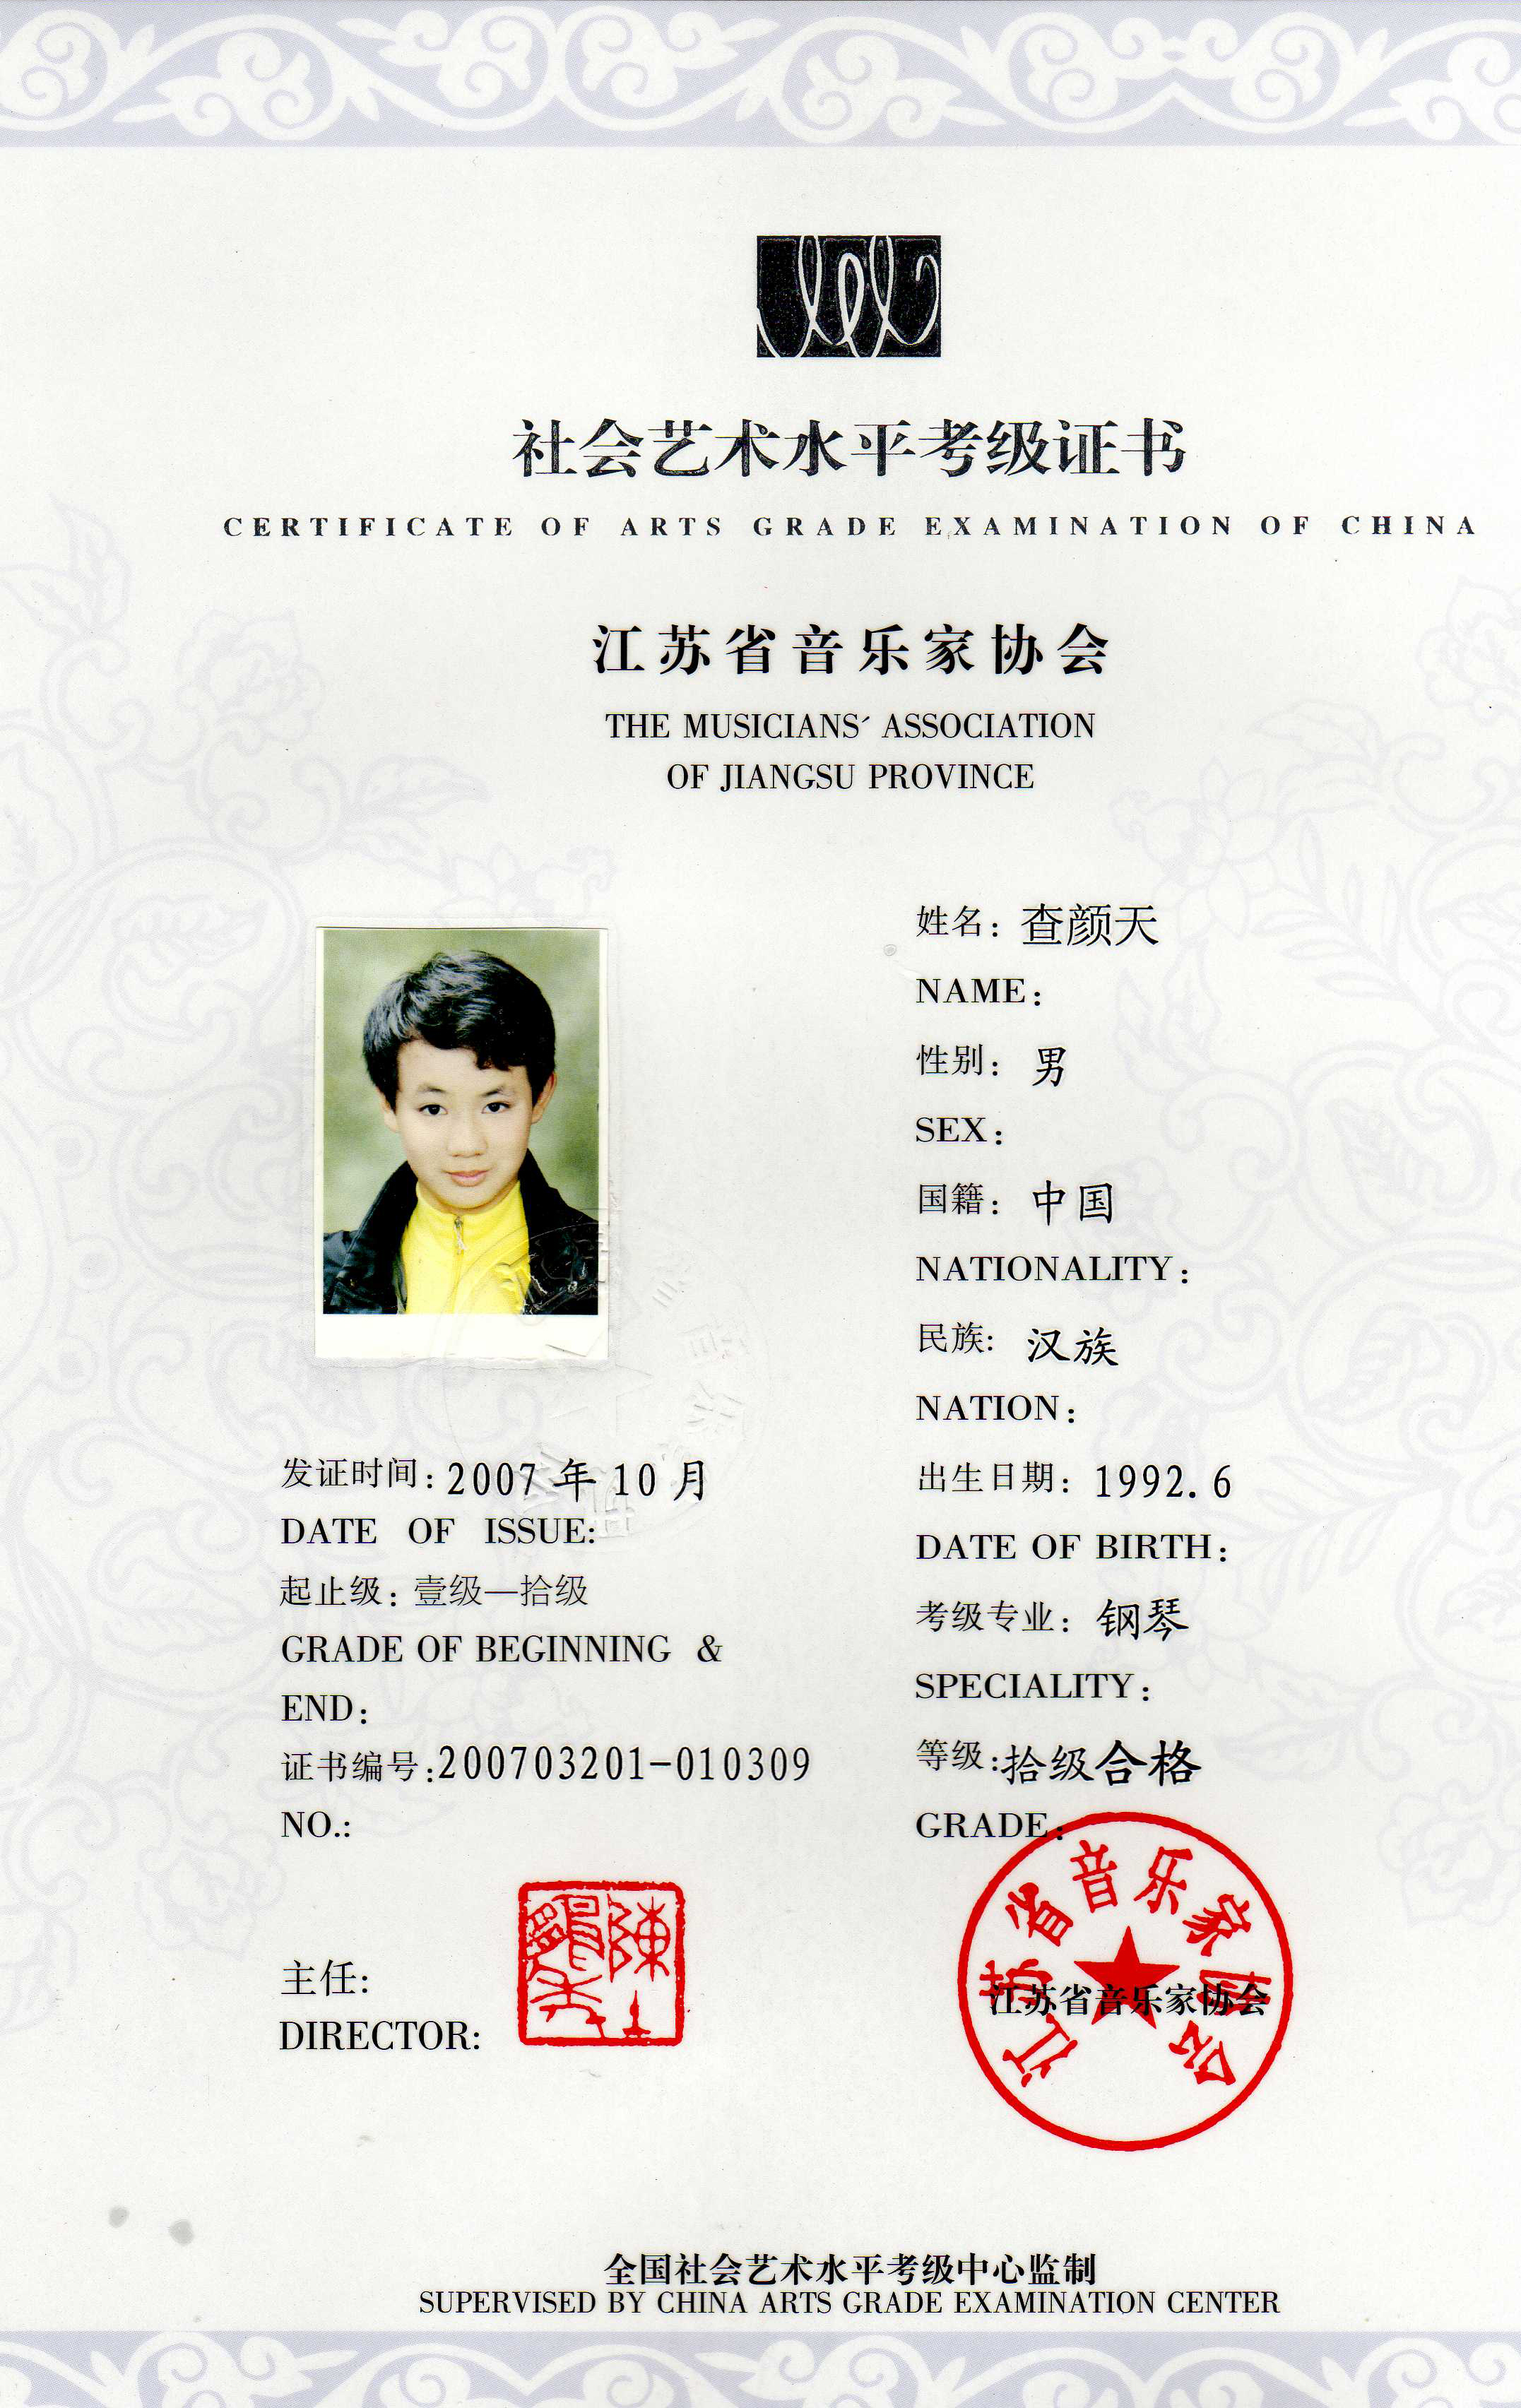 社会艺术水平考级证书
CERTIFICATE OF ARTS GRADE EXAMINATION OF CHINA
江苏省音乐家协会
THE MUSICIANS´ ASSOCIATION
OF JIANGSU PROVINCE
姓名：查颜天
NAME：
性别：男
SEX：
国籍：中国
NATIONALITY：
民族: 汉族
NATION：
出生日期：1992.6
DATE OF BIRTH：
考级专业：钢琴
SPECIALITY：
等级:拾级合格
GRADE：
发证时间：2007年10月
DATE OF ISSUE:
起止级：壹级—拾级
GRADE OF BEGINNING &
END：
证书编号:200703201-010309
NO.:
主任:
DIRECTOR:
江苏省音乐家协会
江苏省音乐家协会
全国社会艺术水平考级中心监制
SUPERVISED BY CHINA ARTS GRADE EXAMINATION CENTER